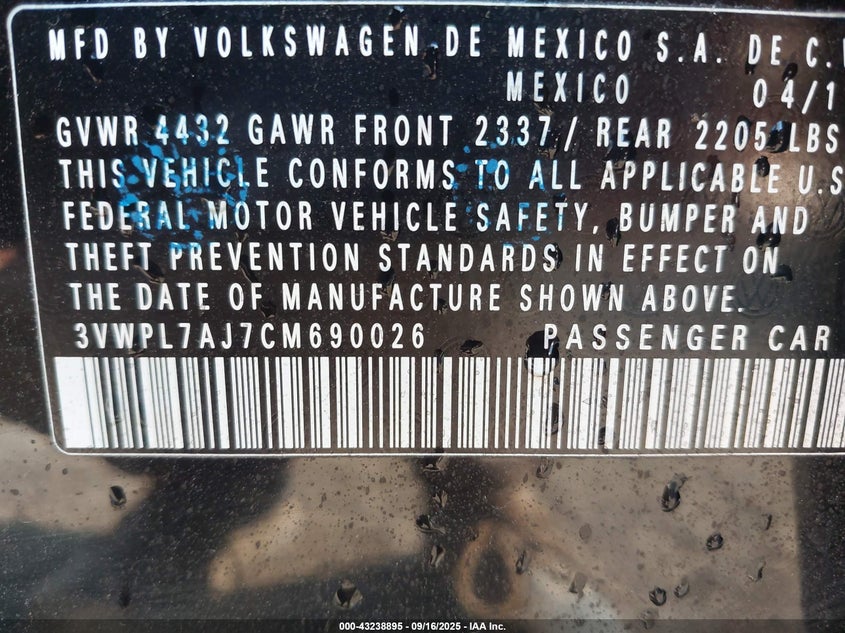 MFD BY VOLKSWAGEN DE MEXICO S.A. DE C.V
MEXICO 04/1
GVWR 4432 GAWR FRONT 2337/ REAR 2205 LBS
THIS VEHICLE CONFORMS TO ALL APPLICABLE U.S
FEDERAL MOTOR VEHICLE SAFETY, BUMPER AND
THEFT PREVENTION STANDARDS IN EFFECT ON
THE DATE OF MANUFACTURE SHOWN ABOVE.
3VWPL7AJ7CM690026 PASSENGER CAR
000-43238895 - 09/16/2025 - IAA Inc.